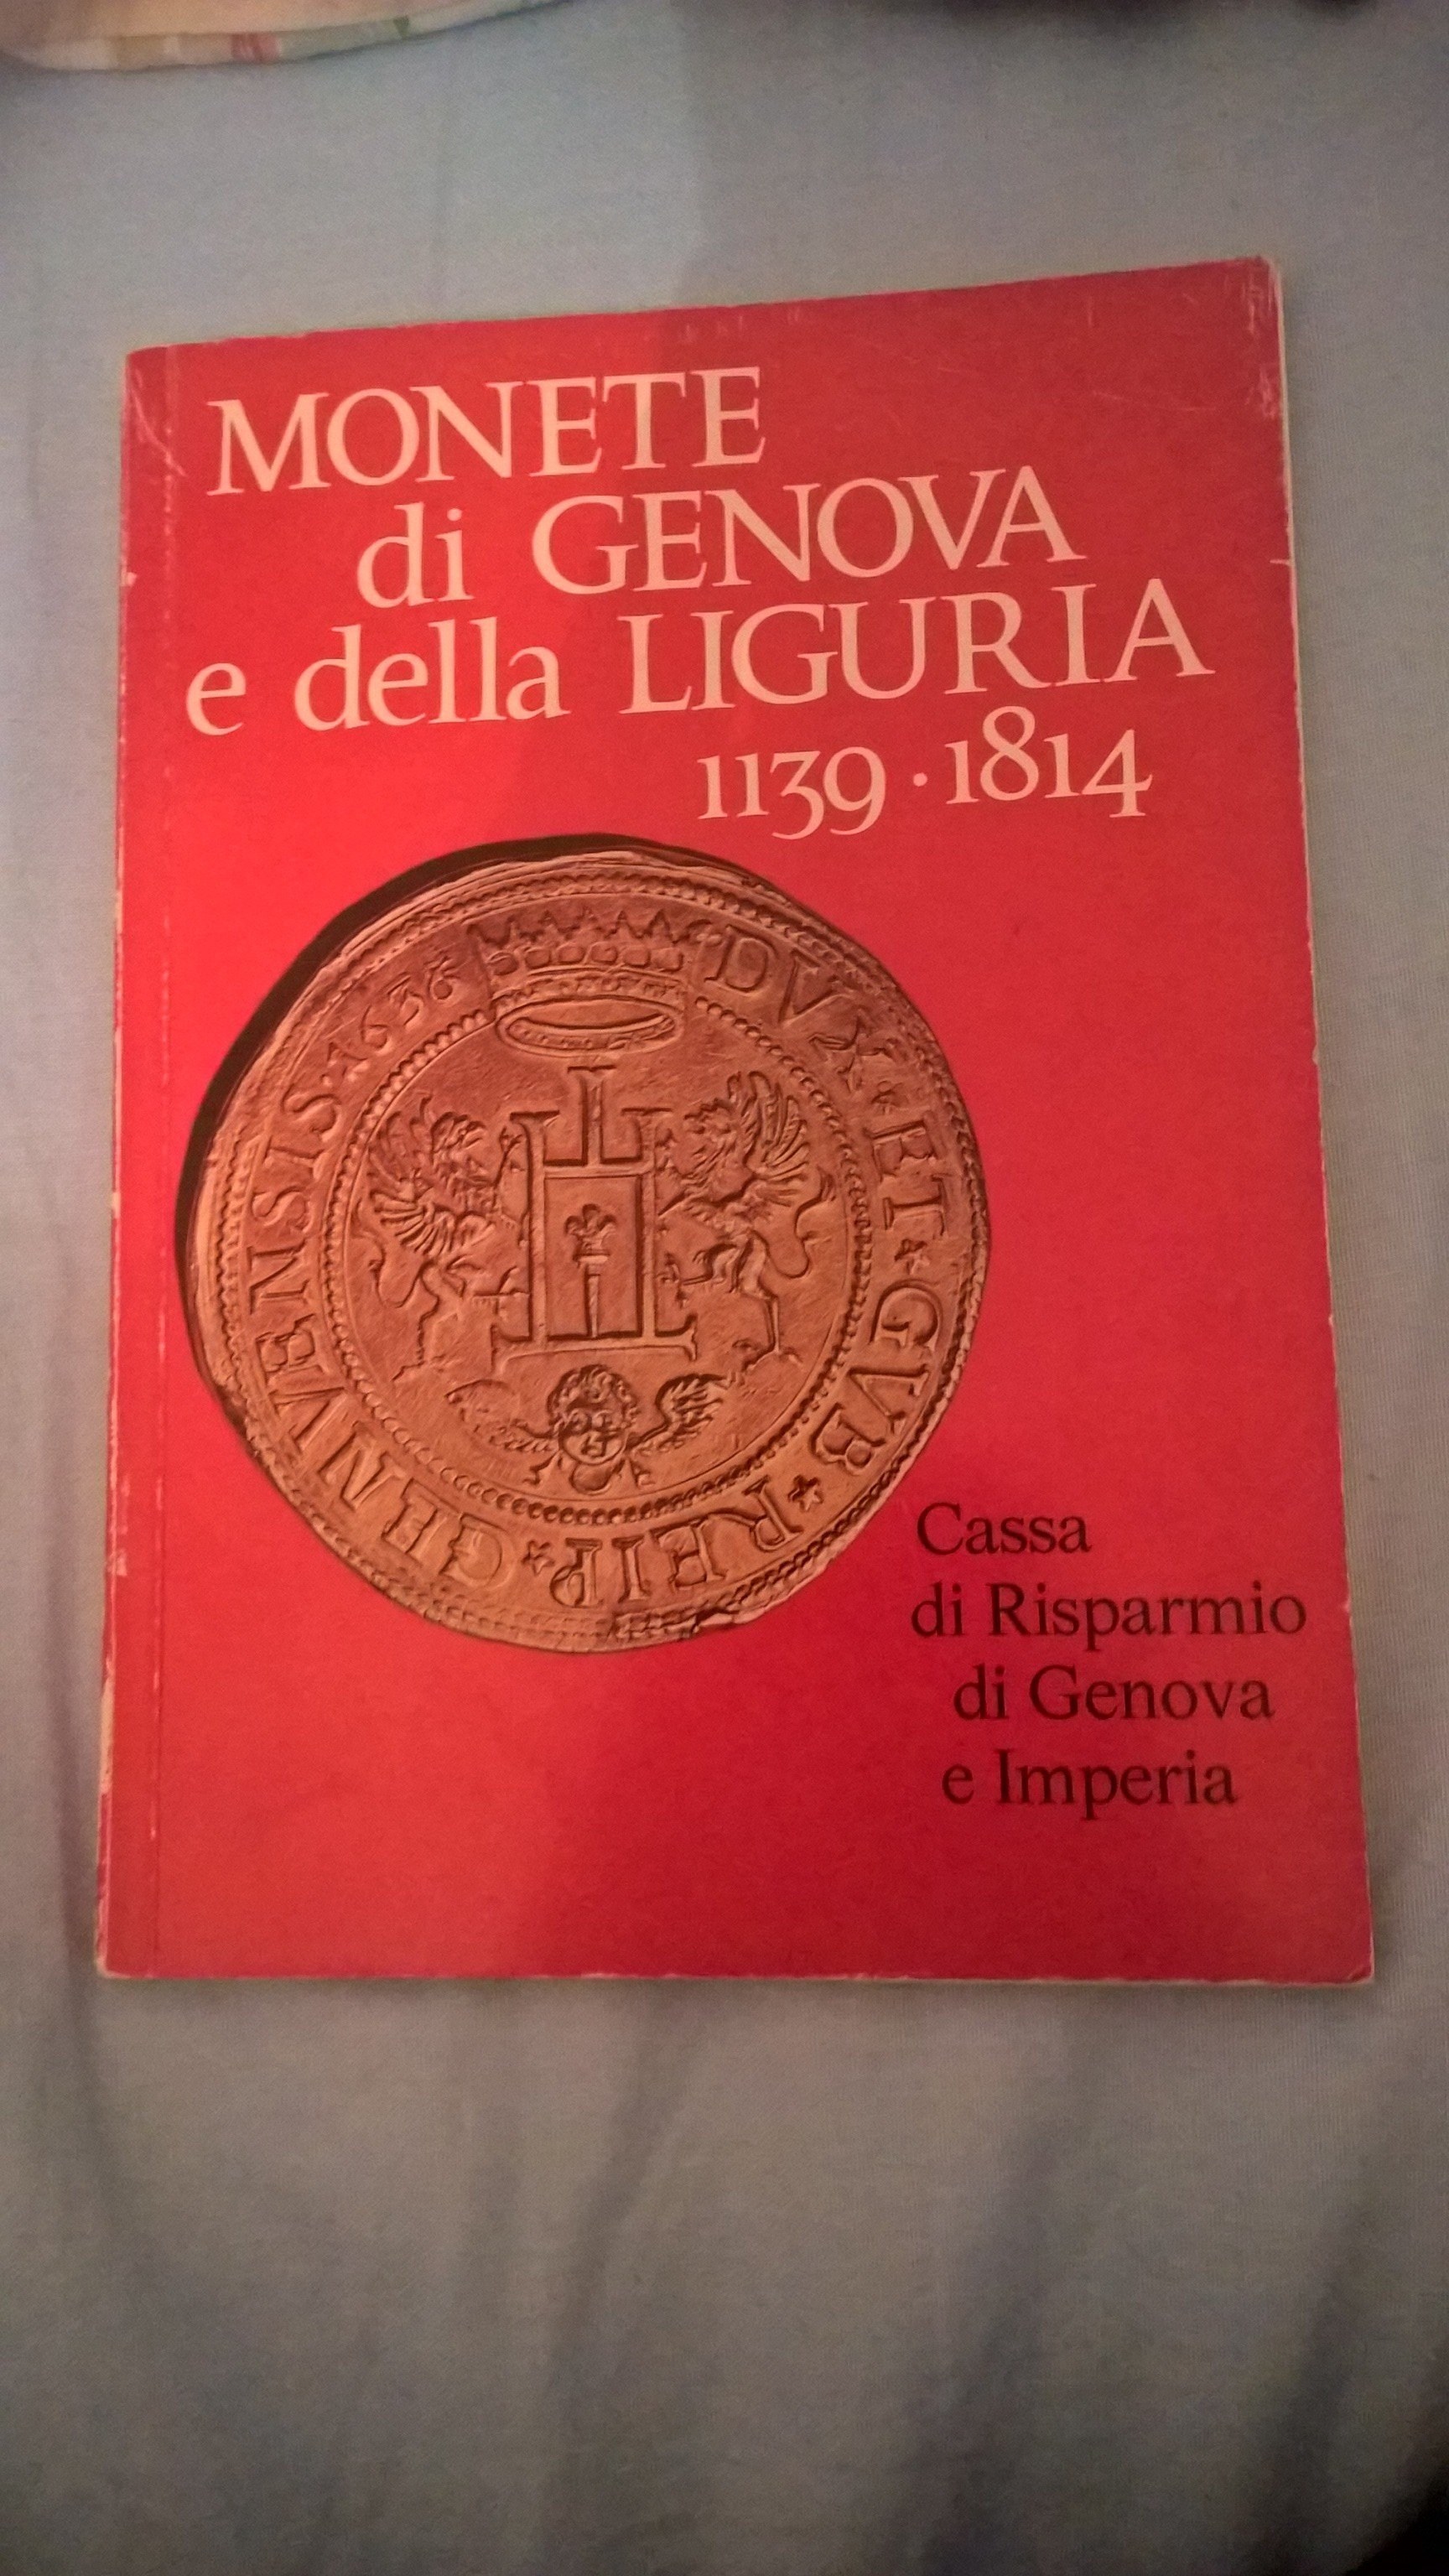 MONETE
di GENOVA
e della LIGURIA
1139 · 1814
DVX · ET * GVB * REIP * GENVENSIS · 1636
Cassa
di Risparmio
di Genova
e Imperia